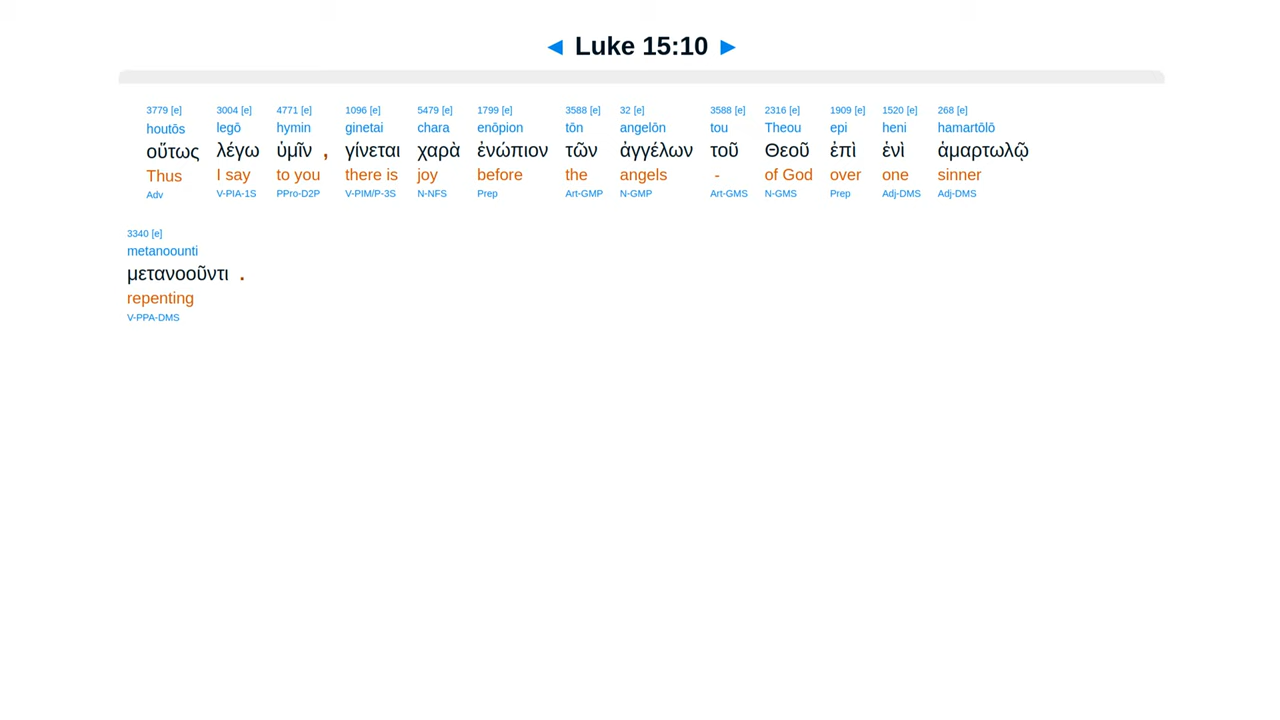 ◄ Luke 15:10 ►
3779 [e] 3004 [e] 4771 [e] 1096 [e] 5479 [e] 1799 [e] 3588 [e] 32 [e] 3588 [e] 2316 [e] 1909 [e] 1520 [e] 268 [e]
houtōs legō hymin ginetai chara enōpion tōn angelōn tou Theou epi heni hamartōlō
οὕτως λέγω ὑμῖν , γίνεται χαρὰ ἐνώπιον τῶν ἀγγέλων τοῦ Θεοῦ ἐπὶ ἑνὶ ἁμαρτωλῷ
Thus I say to you there is joy before the angels - of God over one sinner
Adv V-PIA-1S PPro-D2P V-PIM/P-3S N-NFS Prep Art-GMP N-GMP Art-GMS N-GMS Prep Adj-DMS Adj-DMS
3340 [e]
metanoounti
μετανοοῦντι .
repenting
V-PPA-DMS